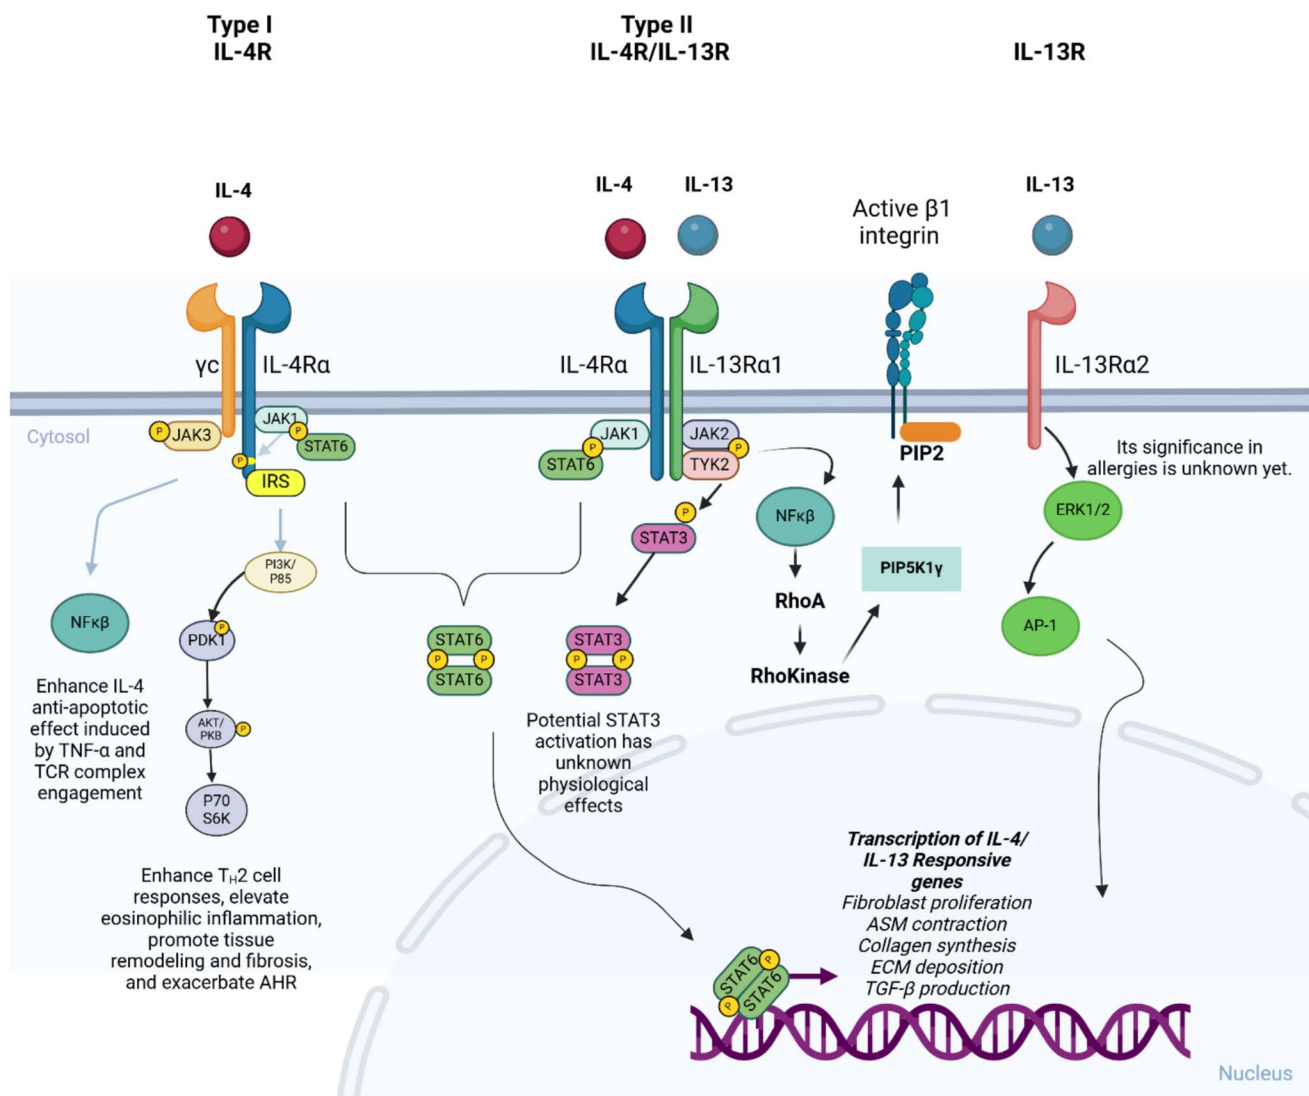 Type I
IL-4R
Type II
IL-4R/IL-13R
IL-13R
IL-4
IL-4
IL-13
Active β1
integrin
IL-13
γc
IL-4Rα
IL-4Rα
IL-13Rα1
IL-13Rα2
Cytosol
P
JAK3
JAK1
P
STAT6
P
IRS
JAK1
P
STAT6
JAK2
P
TYK2
PIP2
Its significance in
allergies is unknown yet.
ERK1/2
NFκβ
P
STAT3
PI3K/
P85
PIP5K1γ
NFκβ
P
PDK1
RhoA
AP-1
STAT6
P
P
STAT6
STAT3
P
P
STAT3
RhoKinase
Enhance IL-4
anti-apoptotic
effect induced
by TNF-α and
TCR complex
engagement
AKT/
PKB
P
P70
S6K
Potential STAT3
activation has
unknown
physiological
effects
Enhance TH2 cell
responses, elevate
eosinophilic inflammation,
promote tissue
remodeling and fibrosis,
and exacerbate AHR
Transcription of IL-4/
IL-13 Responsive
genes
Fibroblast proliferation
ASM contraction
Collagen synthesis
ECM deposition
TGF-β production
STAT6
P
STAT6
P
Nucleus